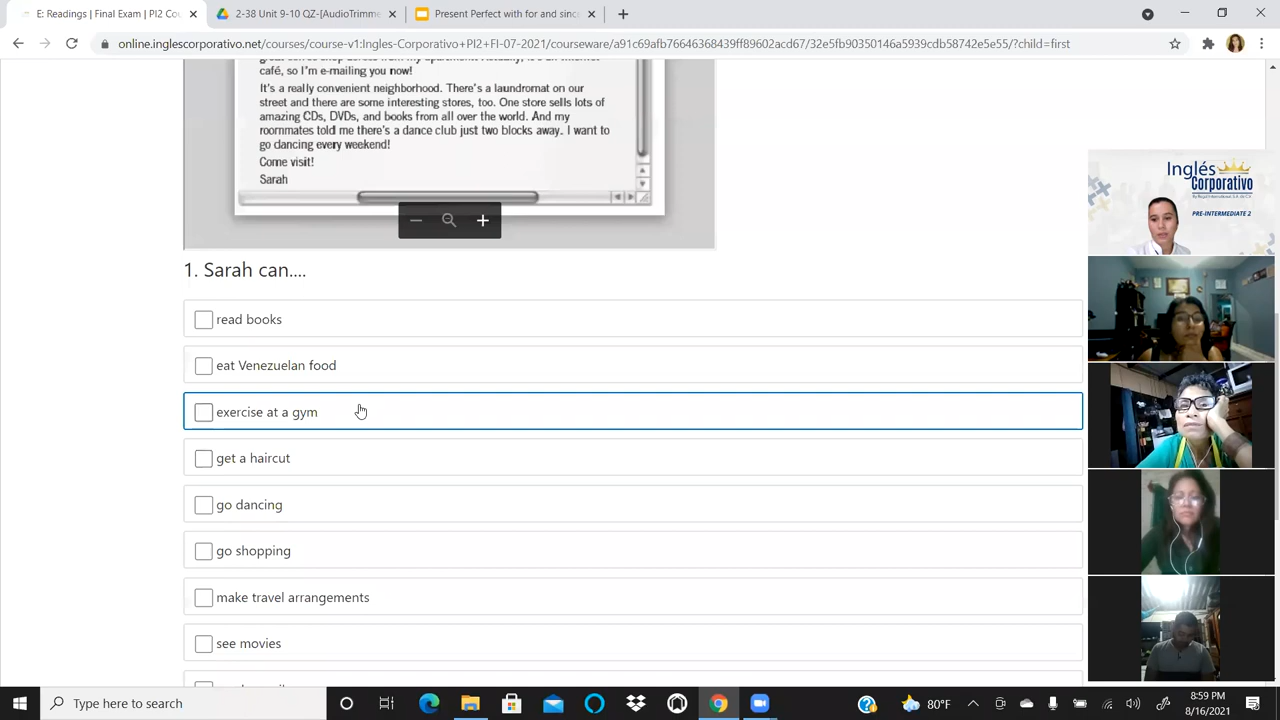 E: Readings | Final Exam | PI2 Cou
2-38 Unit 9-10 QZ-[AudioTrimme
Present Perfect with for and sinc
online.inglescorporativo.net/courses/course-v1:Ingles-Corporativo+PI2+FI-09-2021/courseware/a91c69afb76646368439ff89602acd67/32e5fb90350146a5939cdb58742e5e55/?child=first
café, so I'm e-mailing you now!
It's a really convenient neighborhood. There's a laundromat on our
street and there are some interesting stores, too. One store sells lots of
amazing CDs, DVDs, and books from all over the world. And my
roommates told me there's a dance club just two blocks away. I want to
go dancing every weekend!
Come visit!
Sarah
1. Sarah can....
read books
eat Venezuelan food
exercise at a gym
get a haircut
go dancing
go shopping
make travel arrangements
see movies
Inglés
Corporativo
PRE-INTERMEDIATE 2
Type here to search
80°F
8:59 PM
8/16/2021